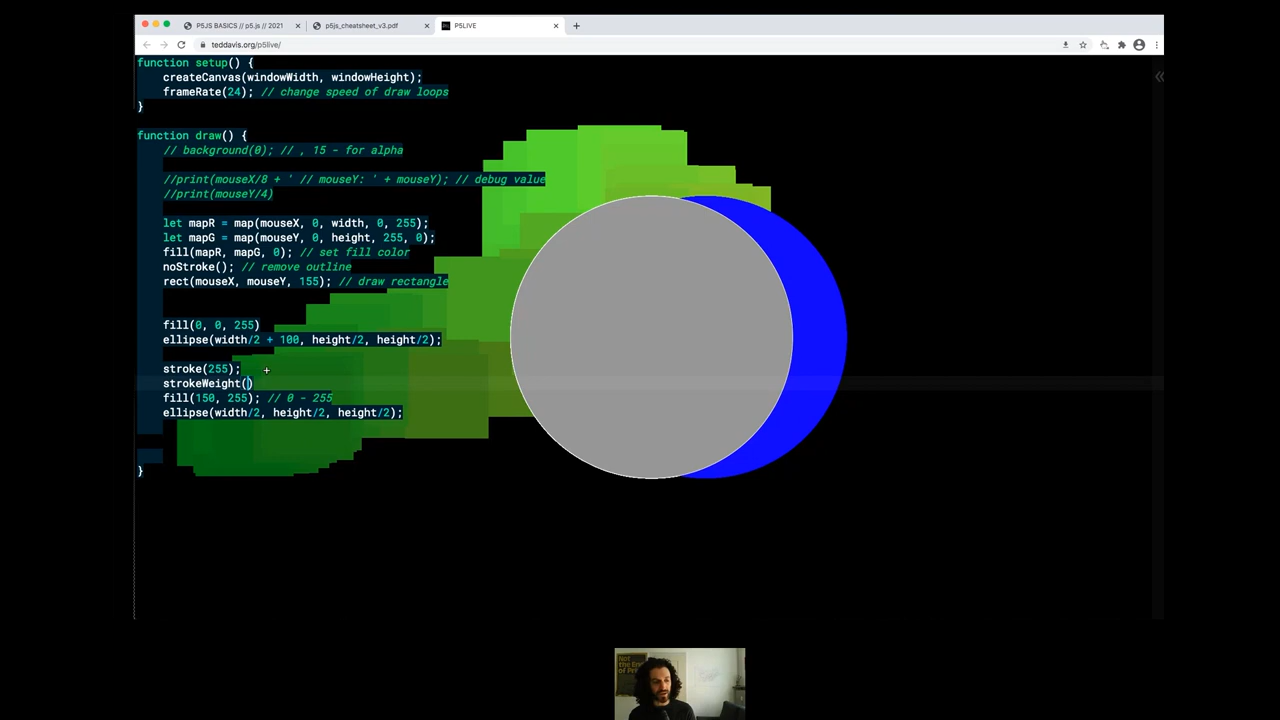 P5JS BASICS // p5.js // 2021
p5js_cheatsheet_v3.pdf
P5LIVE
teddavis.org/p5live/
function setup() {
createCanvas(windowWidth, windowHeight);
frameRate(24); // change speed of draw loops
}
function draw() {
// background(0); // , 15 - for alpha
//print(mouseX/8 + ' // mouseY: ' + mouseY); // debug value
//print(mouseY/4)
let mapR = map(mouseX, 0, width, 0, 255);
let mapG = map(mouseY, 0, height, 255, 0);
fill(mapR, mapG, 0); // set fill color
noStroke(); // remove outline
rect(mouseX, mouseY, 155); // draw rectangle
fill(0, 0, 255)
ellipse(width/2 + 100, height/2, height/2);
stroke(255);
strokeWeight()
fill(150, 255); // 0 - 255
ellipse(width/2, height/2, height/2);
}
Not
the End